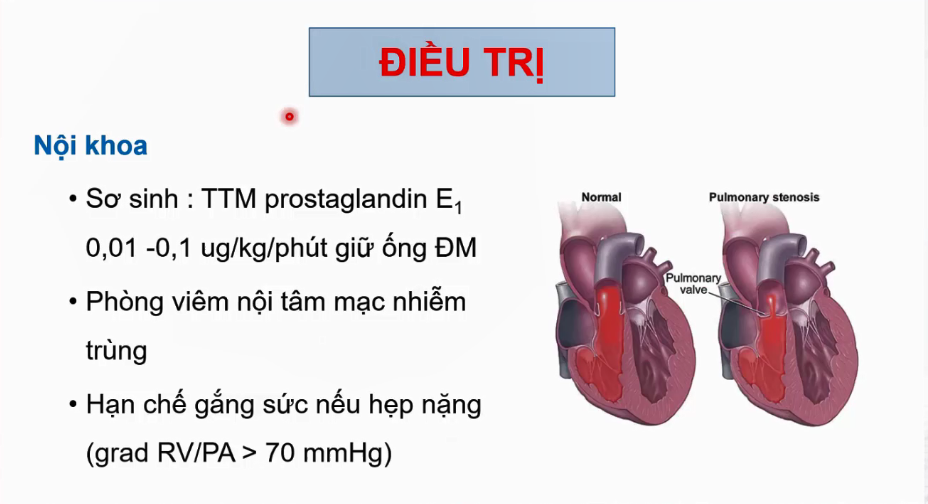 ĐIỀU TRỊ
Nội khoa
• Sơ sinh : TTM prostaglandin E₁
0,01 -0,1 ug/kg/phút giữ ống ĐM
• Phòng viêm nội tâm mạc nhiễm
trùng
• Hạn chế gắng sức nếu hẹp nặng
(grad RV/PA > 70 mmHg)
Normal
Pulmonary stenosis
Pulmonary
valve